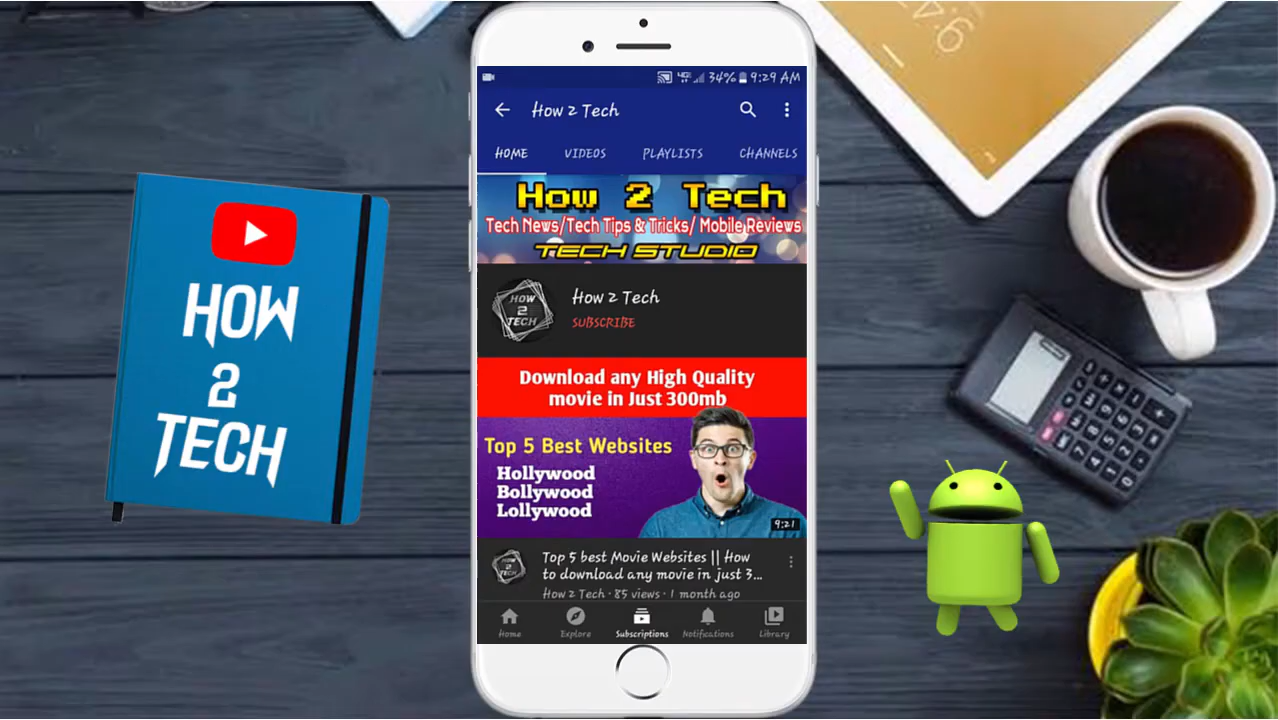 HOW
2
TECH
4G 34% 9:29 AM
How 2 Tech
HOME VIDEOS PLAYLISTS CHANNELS
How 2 Tech
Tech News/Tech Tips & Tricks/ Mobile Reviews
TECH STUDIO
HOW
2
TECH
How 2 Tech
SUBSCRIBE
Download any High Quality
movie in Just 300mb
Top 5 Best Websites
Hollywood
Bollywood
Lollywood
9:21
HOW
2
TECH
Top 5 best Movie Websites || How
to download any movie in just 3...
How 2 Tech · 85 views · 1 month ago
Home Explore Subscriptions Notifications Library